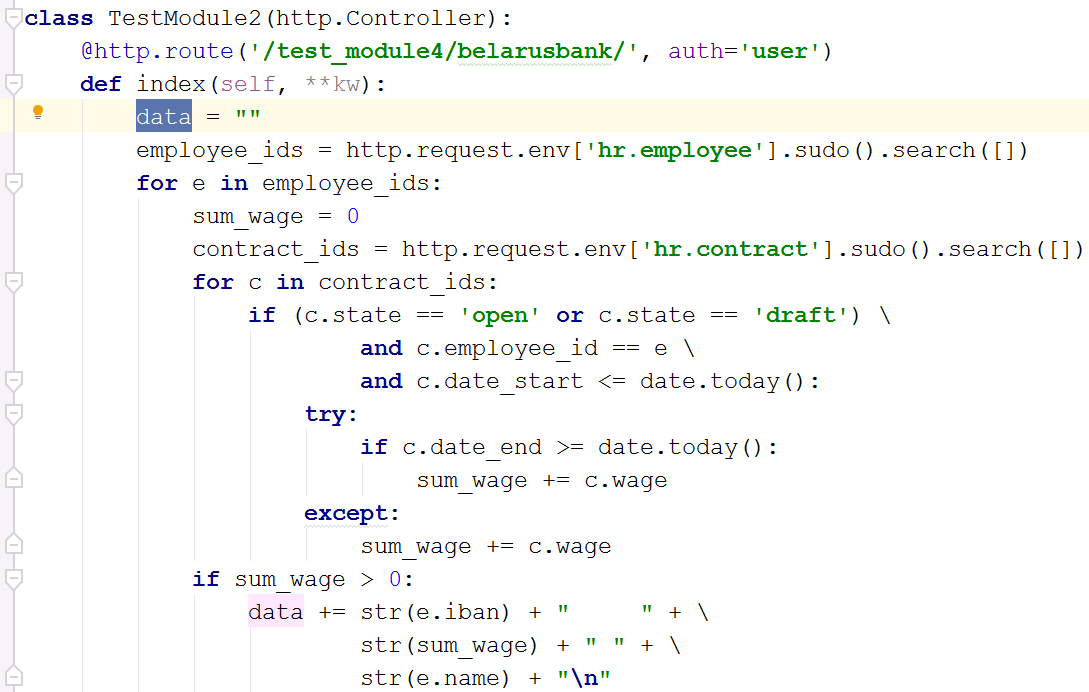 class TestModule2(http.Controller):
    @http.route('/test_module4/belarusbank/', auth='user')
    def index(self, **kw):
        data = ""
        employee_ids = http.request.env['hr.employee'].sudo().search([])
        for e in employee_ids:
            sum_wage = 0
            contract_ids = http.request.env['hr.contract'].sudo().search([])
            for c in contract_ids:
                if (c.state == 'open' or c.state == 'draft') \
                        and c.employee_id == e \
                        and c.date_start <= date.today():
                    try:
                        if c.date_end >= date.today():
                            sum_wage += c.wage
                    except:
                        sum_wage += c.wage
            if sum_wage > 0:
                data += str(e.iban) + "     " + \
                        str(sum_wage) + " " + \
                        str(e.name) + "\n"